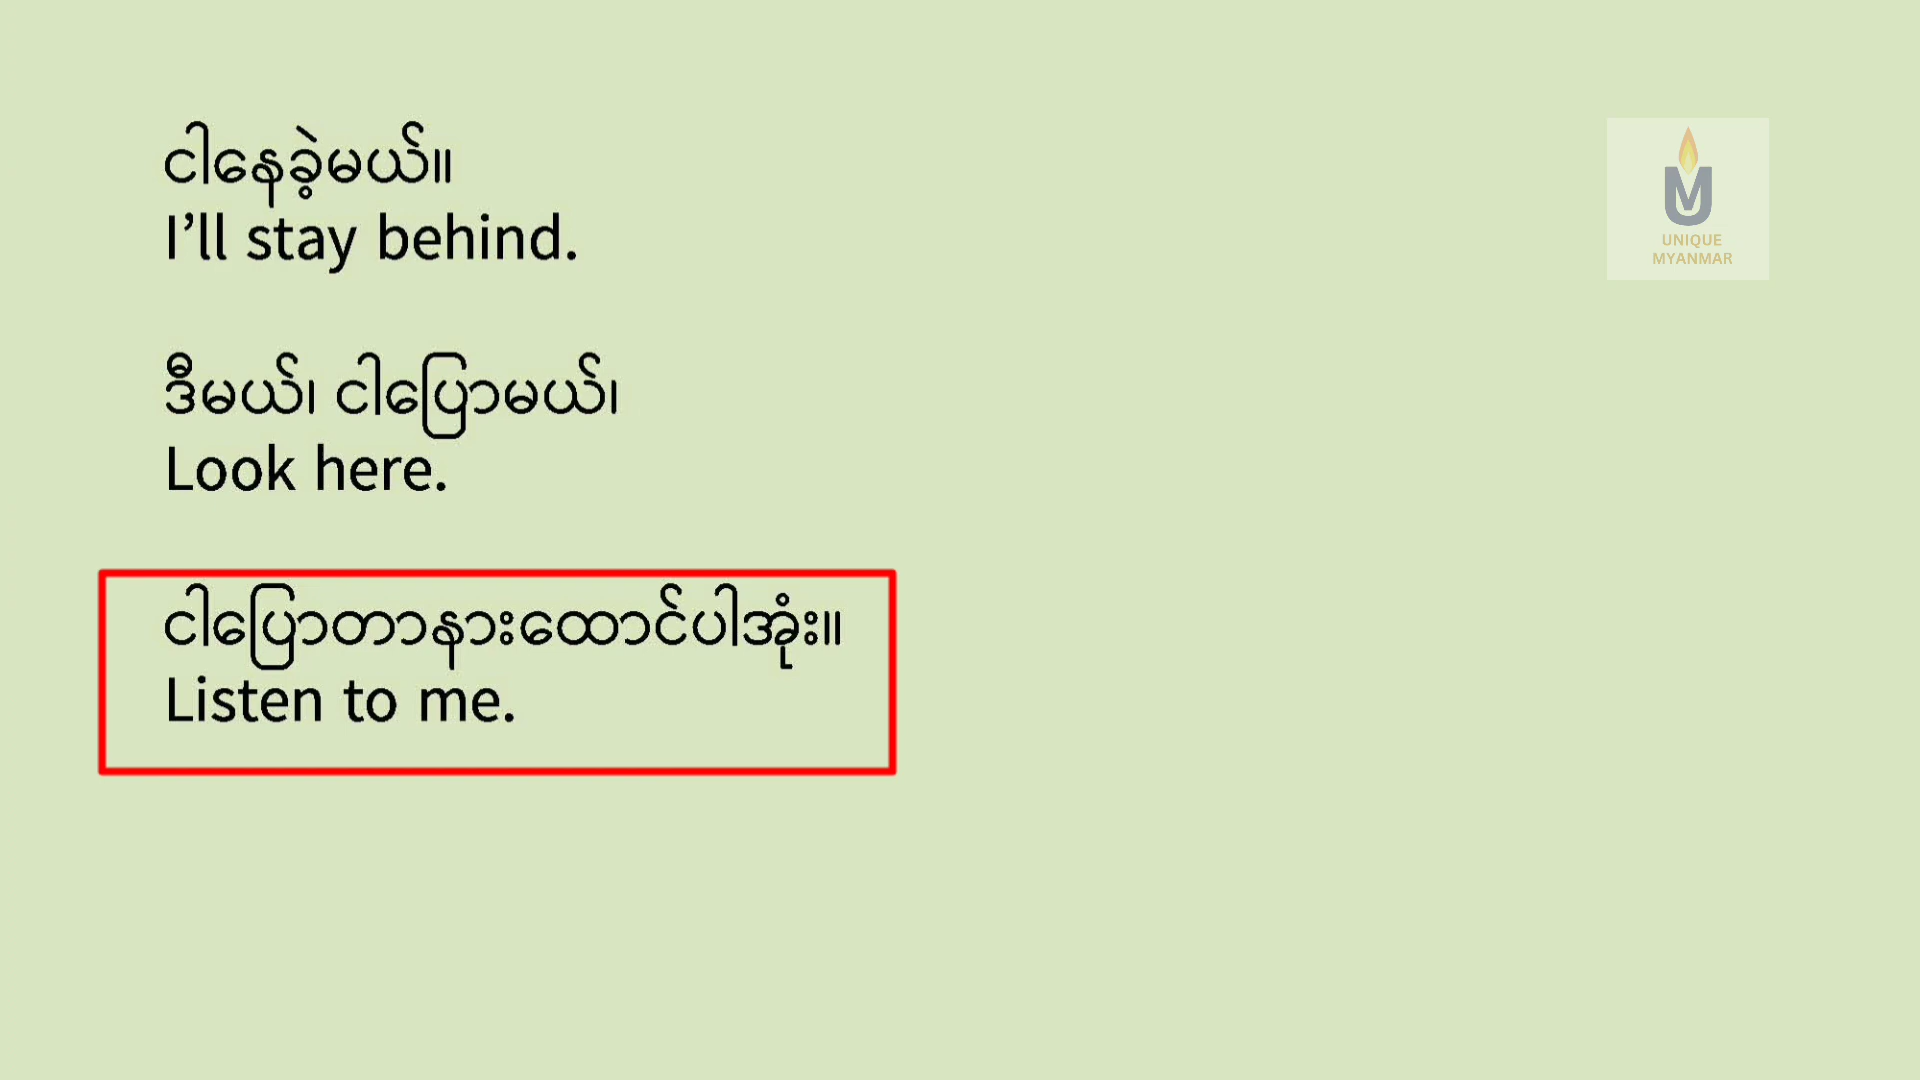 ငါနေခဲ့မယ်။
I’ll stay behind.
ဒီမယ်၊ ငါပြောမယ်၊
Look here.
ငါပြောတာနားထောင်ပါအုံး။
Listen to me.
UNIQUE
MYANMAR